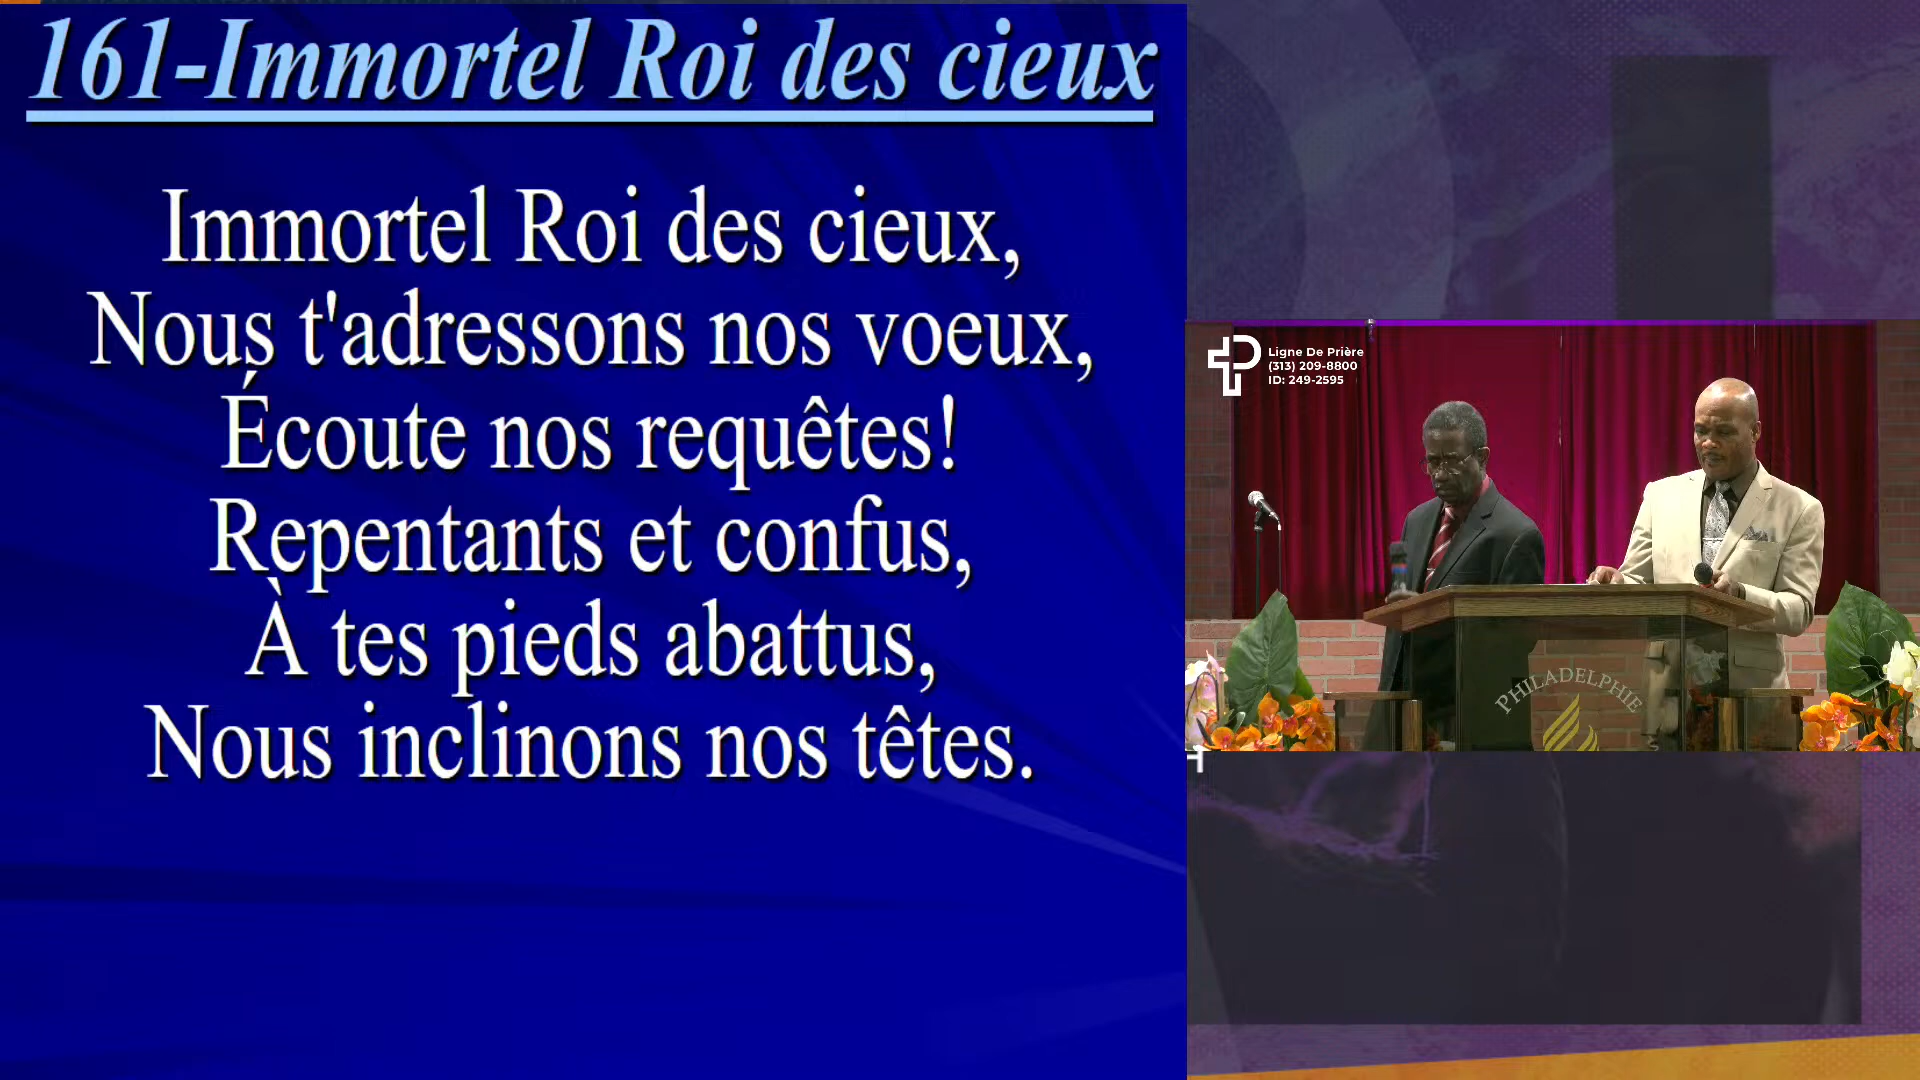 161-Immortel Roi des cieux
Immortel Roi des cieux,
Nous t'adressons nos voeux,
Écoute nos requêtes!
Repentants et confus,
À tes pieds abattus,
Nous inclinons nos têtes.
Ligne De Prière
(313) 209-8800
ID: 249-2595
PHILADELPHIE